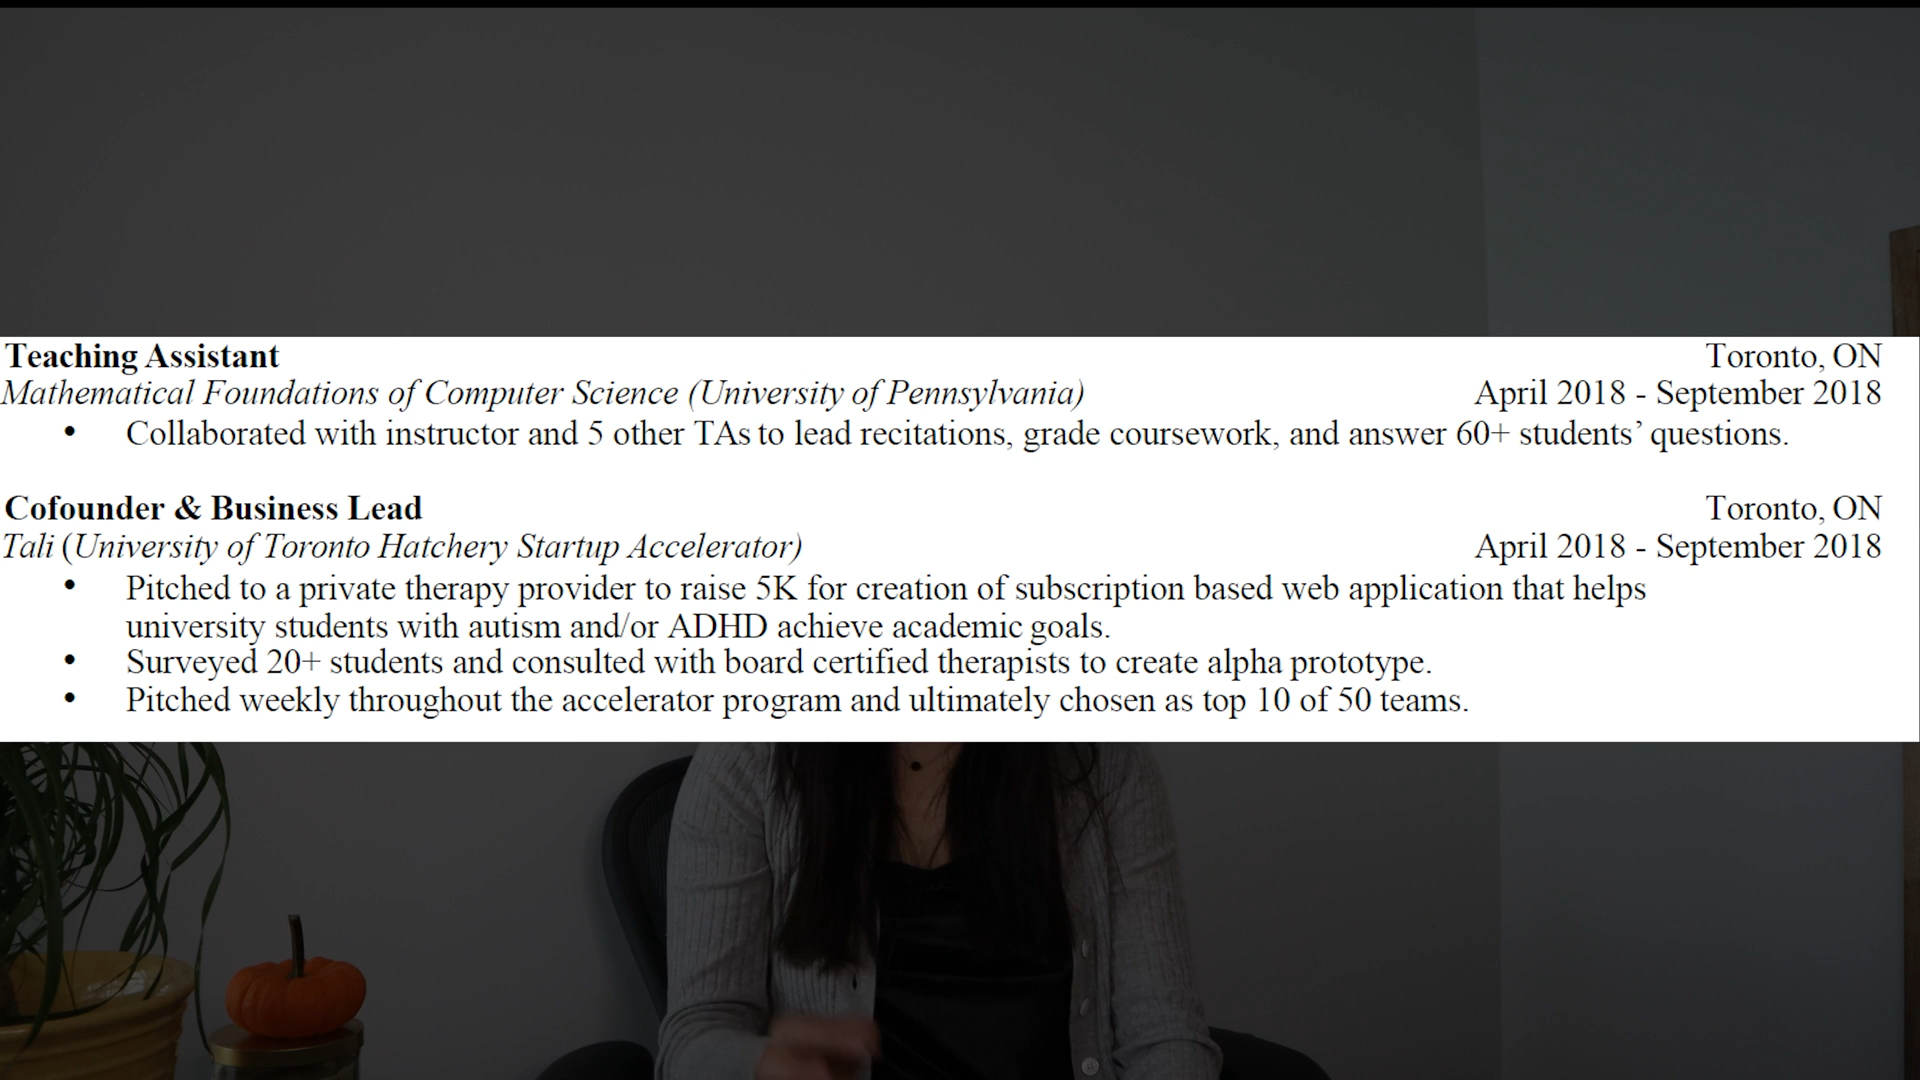 Teaching Assistant Toronto, ON
Mathematical Foundations of Computer Science (University of Pennsylvania) April 2018 - September 2018
• Collaborated with instructor and 5 other TAs to lead recitations, grade coursework, and answer 60+ students’ questions.
Cofounder & Business Lead Toronto, ON
Tali (University of Toronto Hatchery Startup Accelerator) April 2018 - September 2018
• Pitched to a private therapy provider to raise 5K for creation of subscription based web application that helps
university students with autism and/or ADHD achieve academic goals.
• Surveyed 20+ students and consulted with board certified therapists to create alpha prototype.
• Pitched weekly throughout the accelerator program and ultimately chosen as top 10 of 50 teams.